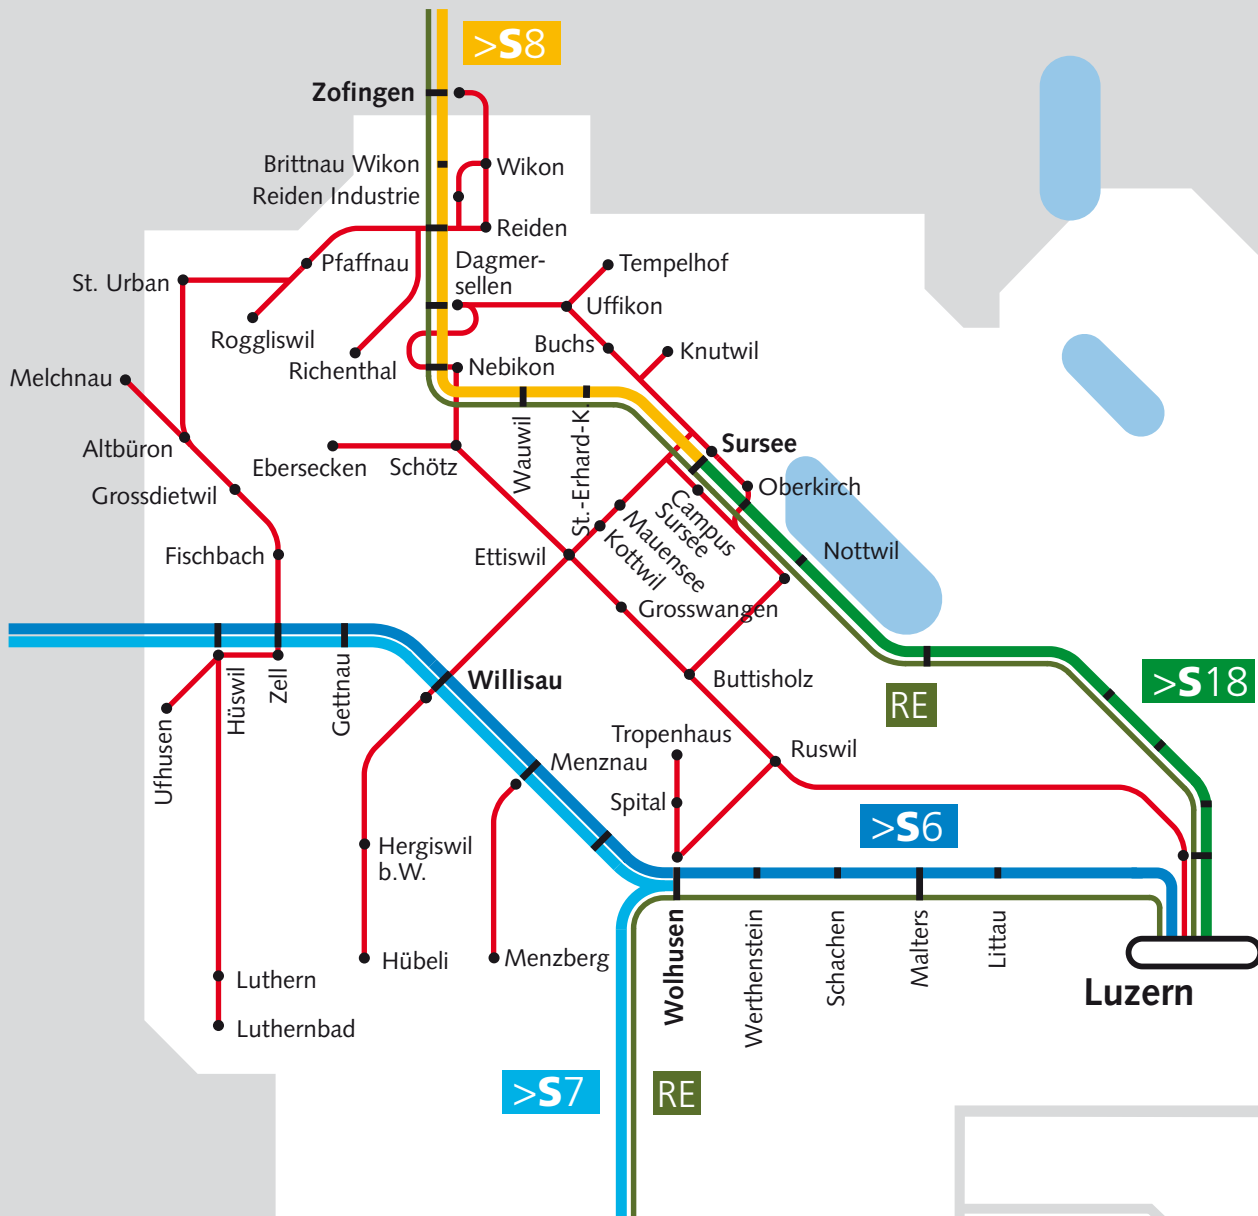 >S8
Zofingen
Brittnau Wikon
Wikon
Reiden Industrie
Reiden
Pfaffnau
Dagmer-
sellen
Tempelhof
St. Urban
Uffikon
Roggliswil
Buchs
Knutwil
Richenthal
Nebikon
Melchnau
Altbüron
Ebersecken
Schötz
Wauwil
St.-Erhard-K.
Sursee
Grossdietwil
Oberkirch
Campus
Sursee
Mauensee
Kottwil
Nottwil
Fischbach
Ettiswil
Grosswangen
Hüswil
Zell
Gettnau
Willisau
Buttisholz
>S18
RE
Ufhusen
Tropenhaus
Ruswil
Menznau
Spital
>S6
Hergiswil
b.W.
Hübeli
Menzberg
Wolhusen
Werthenstein
Schachen
Malters
Littau
Luthern
Luzern
Luthernbad
>S7
RE